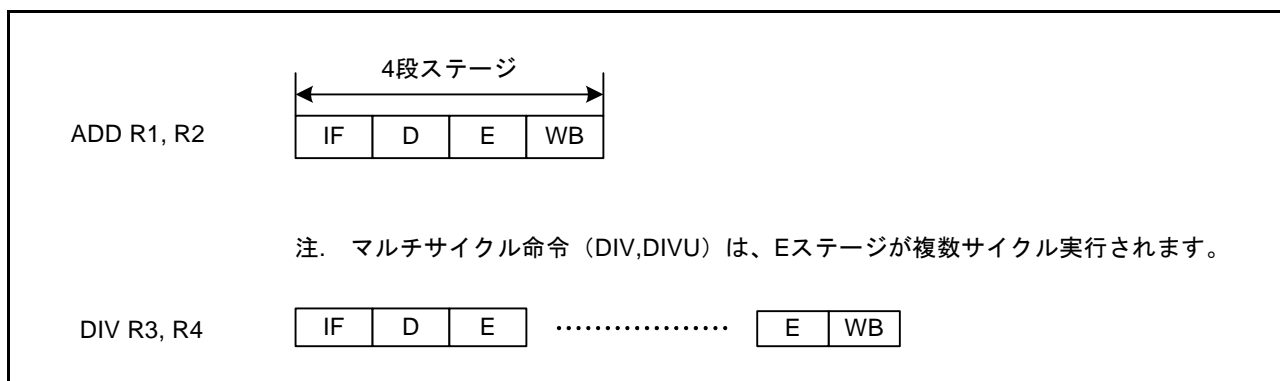 4段ステージ
ADD R1, R2 IF D E WB
注. マルチサイクル命令（DIV,DIVU）は、Eステージが複数サイクル実行されます。
DIV R3, R4 IF D E ．．．．．．．．．．．．．．．．．． E WB